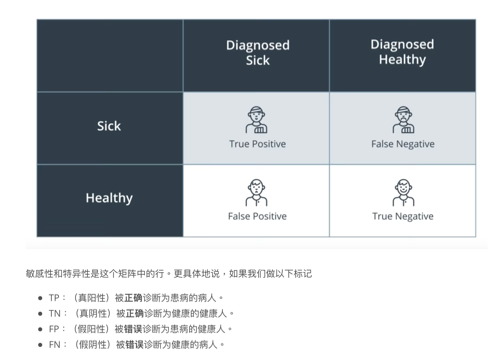 Diagnosed Sick
Diagnosed Healthy
Sick
True Positive
False Negative
Healthy
False Positive
True Negative
敏感性和特异性是这个矩阵中的行。更具体地说，如果我们做以下标记
TP：（真阳性）被正确诊断为患病的病人。
TN：（真阴性）被正确诊断为健康的健康人。
FP：（假阳性）被错误诊断为患病的健康人。
FN：（假阴性）被错误诊断为健康的病人。